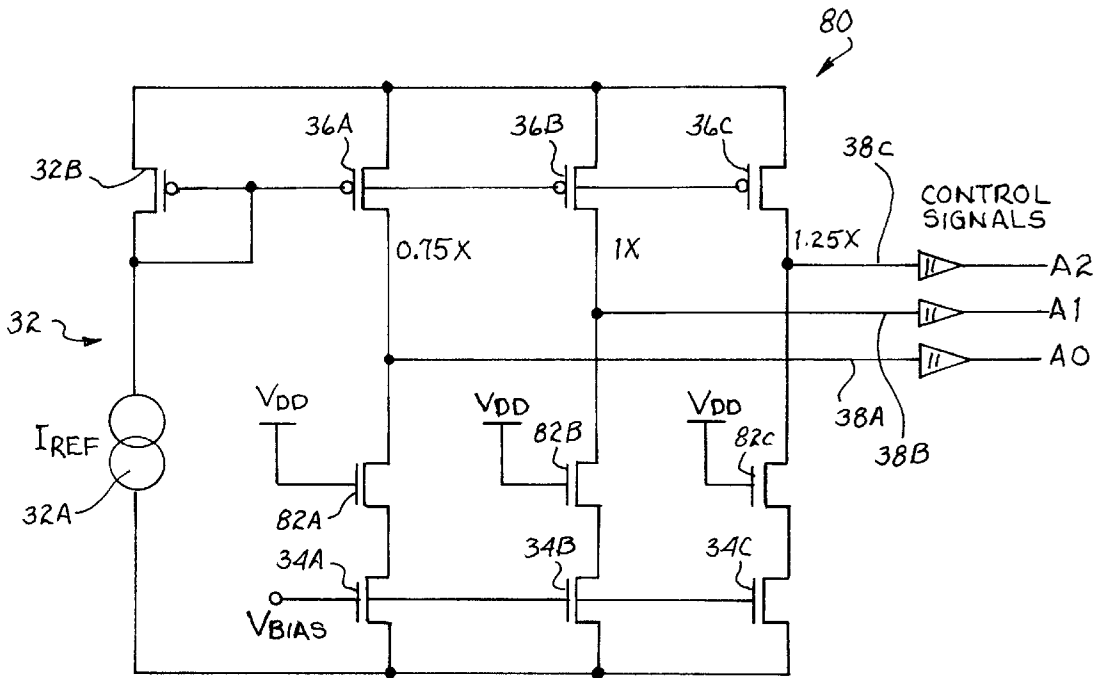 80
36A
36B
36C
38C
32B
CONTROL
SIGNALS
0.75X
1X
1.25X
A2
A1
32
A0
VDD
VDD
VDD
38A
82B
82C
38B
IREF
32A
82A
34A
34B
34C
VBIAS